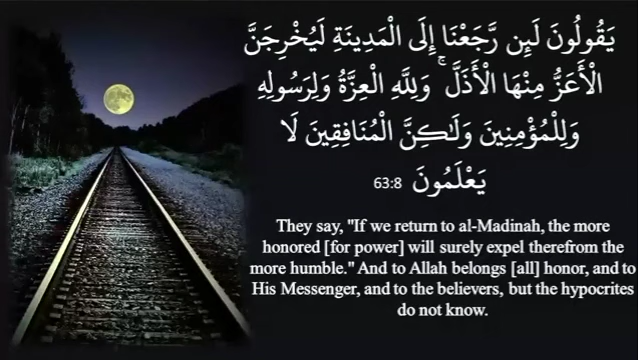 يَقُولُونَ لَئِن رَّجَعْنَا إِلَى الْمَدِينَةِ لَيُخْرِجَنَّ
الْأَعَزُّ مِنْهَا الْأَذَلَّ ۚ وَلِلَّهِ الْعِزَّةُ وَلِرَسُولِهِ
وَلِلْمُؤْمِنِينَ وَلَٰكِنَّ الْمُنَافِقِينَ لَا
يَعْلَمُونَ 63:8
They say, "If we return to al-Madinah, the more
honored [for power] will surely expel therefrom the
more humble." And to Allah belongs [all] honor, and to
His Messenger, and to the believers, but the hypocrites
do not know.